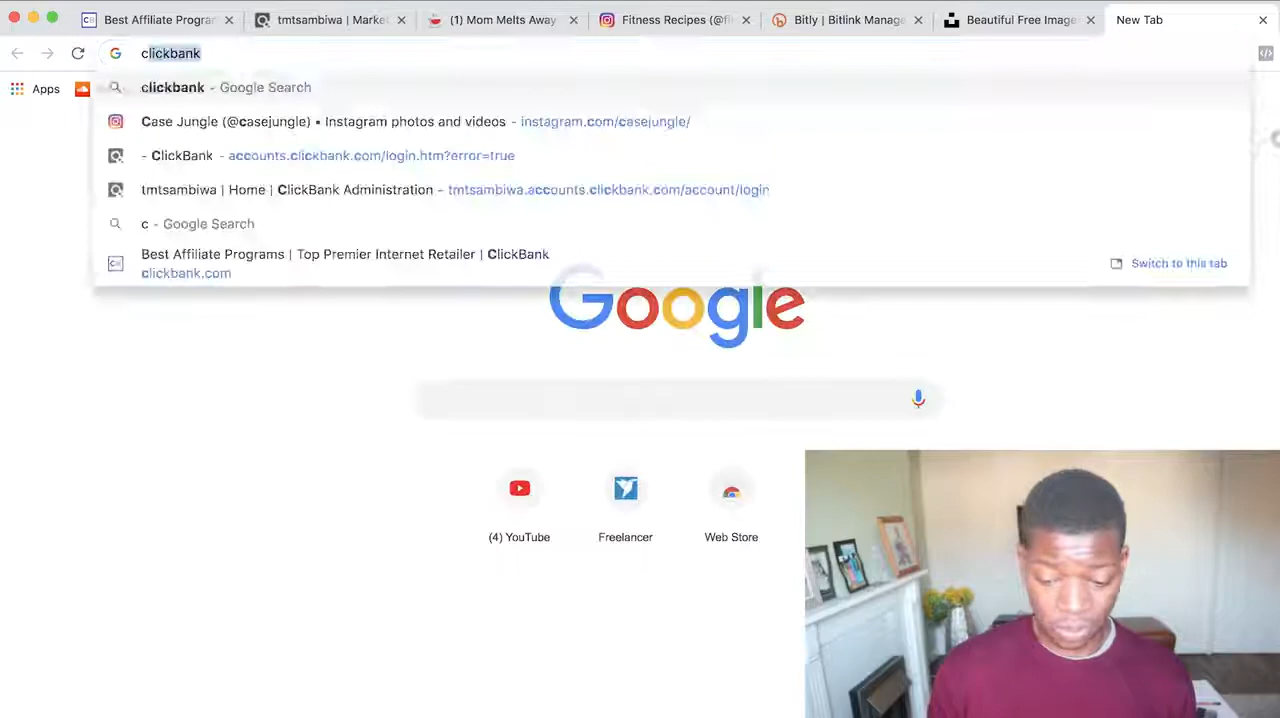 Best Affiliate Progra
tmtsambiwa | Marke
(1) Mom Melts Away
Fitness Recipes (@fi
Bitly | Bitlink Manage
Beautiful Free Image
New Tab
clickbank
Apps
clickbank - Google Search
Case Jungle (@casejungle) • Instagram photos and videos - instagram.com/casejungle/
- ClickBank - accounts.clickbank.com/login.htm?error=true
tmtsambiwa | Home | ClickBank Administration - tmtsambiwa.accounts.clickbank.com/account/login
c - Google Search
Best Affiliate Programs | Top Premier Internet Retailer | ClickBank
clickbank.com
Switch to this tab
Google
(4) YouTube
Freelancer
Web Store